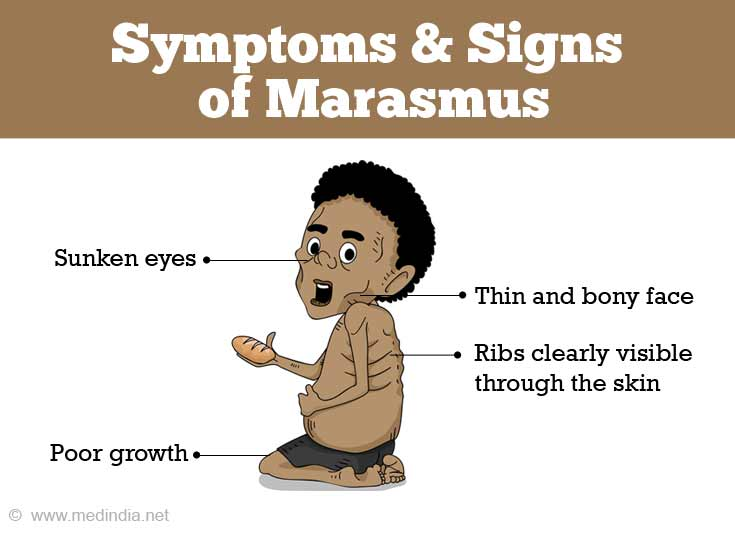 Symptoms & Signs
of Marasmus
Sunken eyes
Thin and bony face
Ribs clearly visible
through the skin
Poor growth
© www.medindia.net